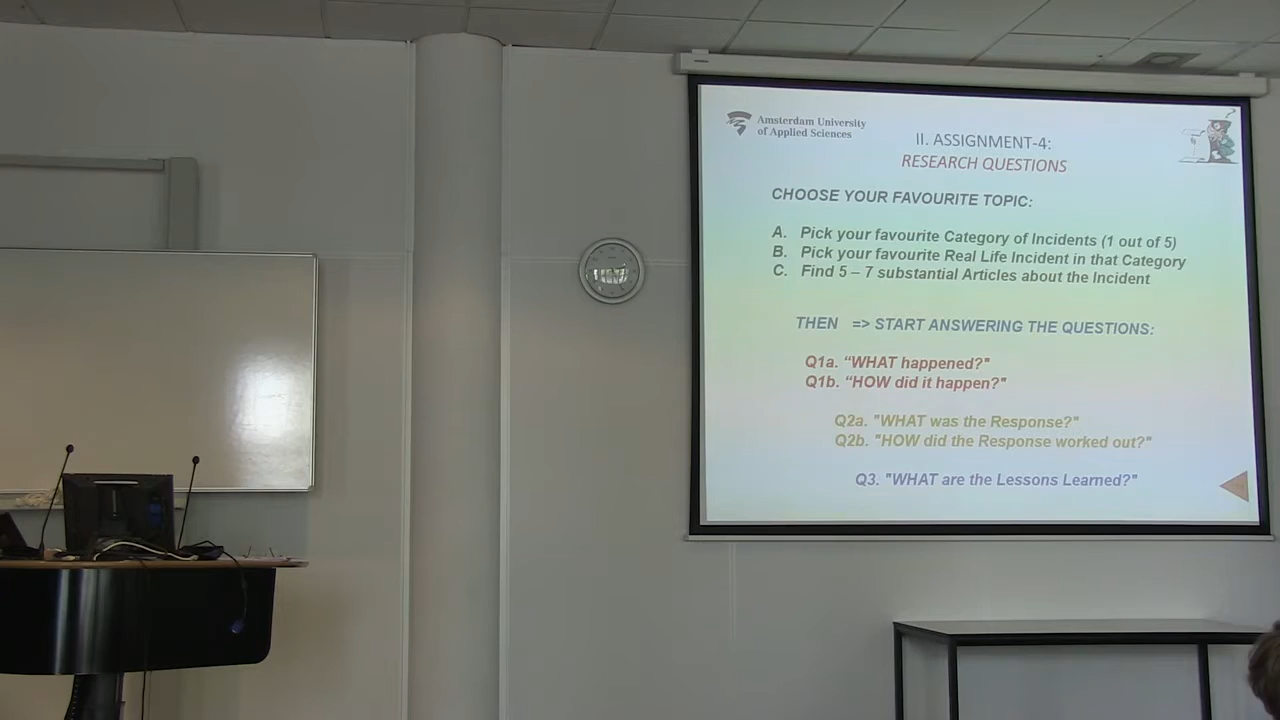 Amsterdam University
of Applied Sciences
II. ASSIGNMENT-4:
RESEARCH QUESTIONS
CHOOSE YOUR FAVOURITE TOPIC:
A. Pick your favourite Category of Incidents (1 out of 5)
B. Pick your favourite Real Life Incident in that Category
C. Find 5 – 7 substantial Articles about the Incident
THEN => START ANSWERING THE QUESTIONS:
Q1a. “WHAT happened?"
Q1b. “HOW did it happen?"
Q2a. "WHAT was the Response?"
Q2b. "HOW did the Response worked out?"
Q3. "WHAT are the Lessons Learned?"